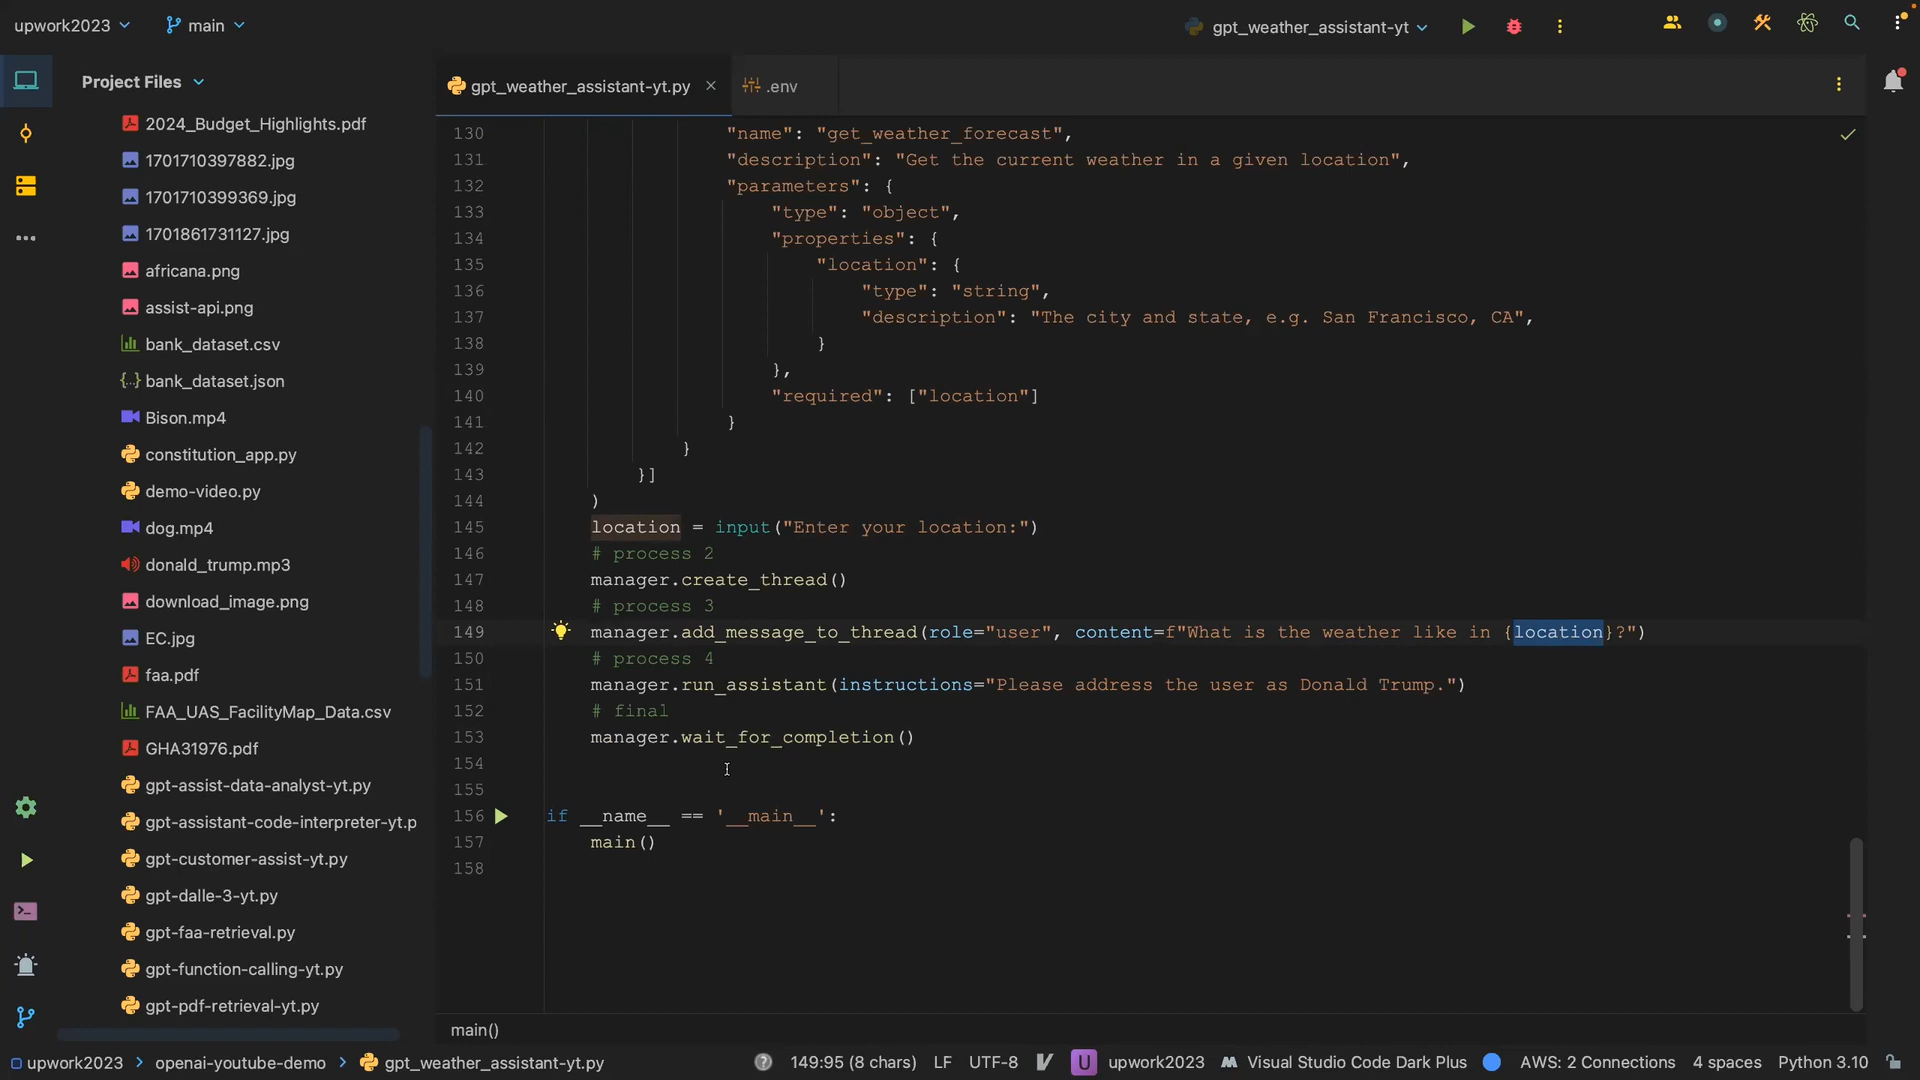 upwork2023
main
gpt_weather_assistant-yt
Project Files
2024_Budget_Highlights.pdf
1701710397882.jpg
1701710399369.jpg
1701861731127.jpg
africana.png
assist-api.png
bank_dataset.csv
bank_dataset.json
Bison.mp4
constitution_app.py
demo-video.py
dog.mp4
donald_trump.mp3
download_image.png
EC.jpg
faa.pdf
FAA_UAS_FacilityMap_Data.csv
GHA31976.pdf
gpt-assist-data-analyst-yt.py
gpt-assistant-code-interpreter-yt.p
gpt-customer-assist-yt.py
gpt-dalle-3-yt.py
gpt-faa-retrieval.py
gpt-function-calling-yt.py
gpt-pdf-retrieval-yt.py
gpt_weather_assistant-yt.py
.env
130 "name": "get_weather_forecast",
131 "description": "Get the current weather in a given location",
132 "parameters": {
133 "type": "object",
134 "properties": {
135 "location": {
136 "type": "string",
137 "description": "The city and state, e.g. San Francisco, CA",
138 }
139 },
140 "required": ["location"]
141 }
142 }
143 }]
144 )
145 location = input("Enter your location:")
146 # process 2
147 manager.create_thread()
148 # process 3
149 manager.add_message_to_thread(role="user", content=f"What is the weather like in {location}?")
150 # process 4
151 manager.run_assistant(instructions="Please address the user as Donald Trump.")
152 # final
153 manager.wait_for_completion()
154
155
156 if __name__ == '__main__':
157 main()
158
main()
upwork2023 > openai-youtube-demo > gpt_weather_assistant-yt.py
149:95 (8 chars) LF UTF-8 U upwork2023 Visual Studio Code Dark Plus AWS: 2 Connections 4 spaces Python 3.10